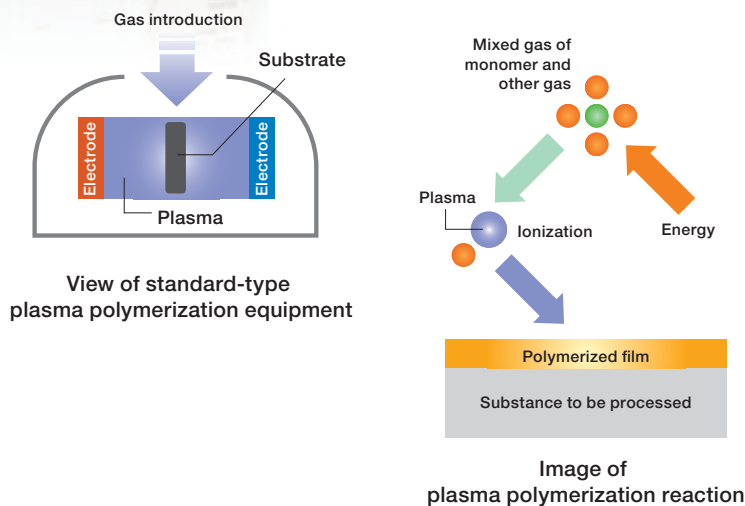 Gas introduction
Substrate
Electrode
Electrode
Plasma
View of standard-type
plasma polymerization equipment
Mixed gas of
monomer and
other gas
Plasma
Ionization
Energy
Polymerized film
Substance to be processed
Image of
plasma polymerization reaction